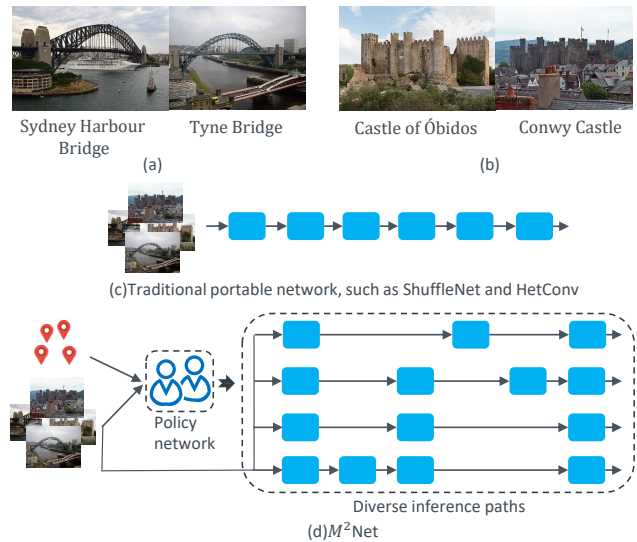 Sydney Harbour
Bridge
Tyne Bridge
(a)
Castle of Óbidos
Conwy Castle
(b)
(c)Traditional portable network, such as ShuffleNet and HetConv
Policy
network
Diverse inference paths
(d)M²Net